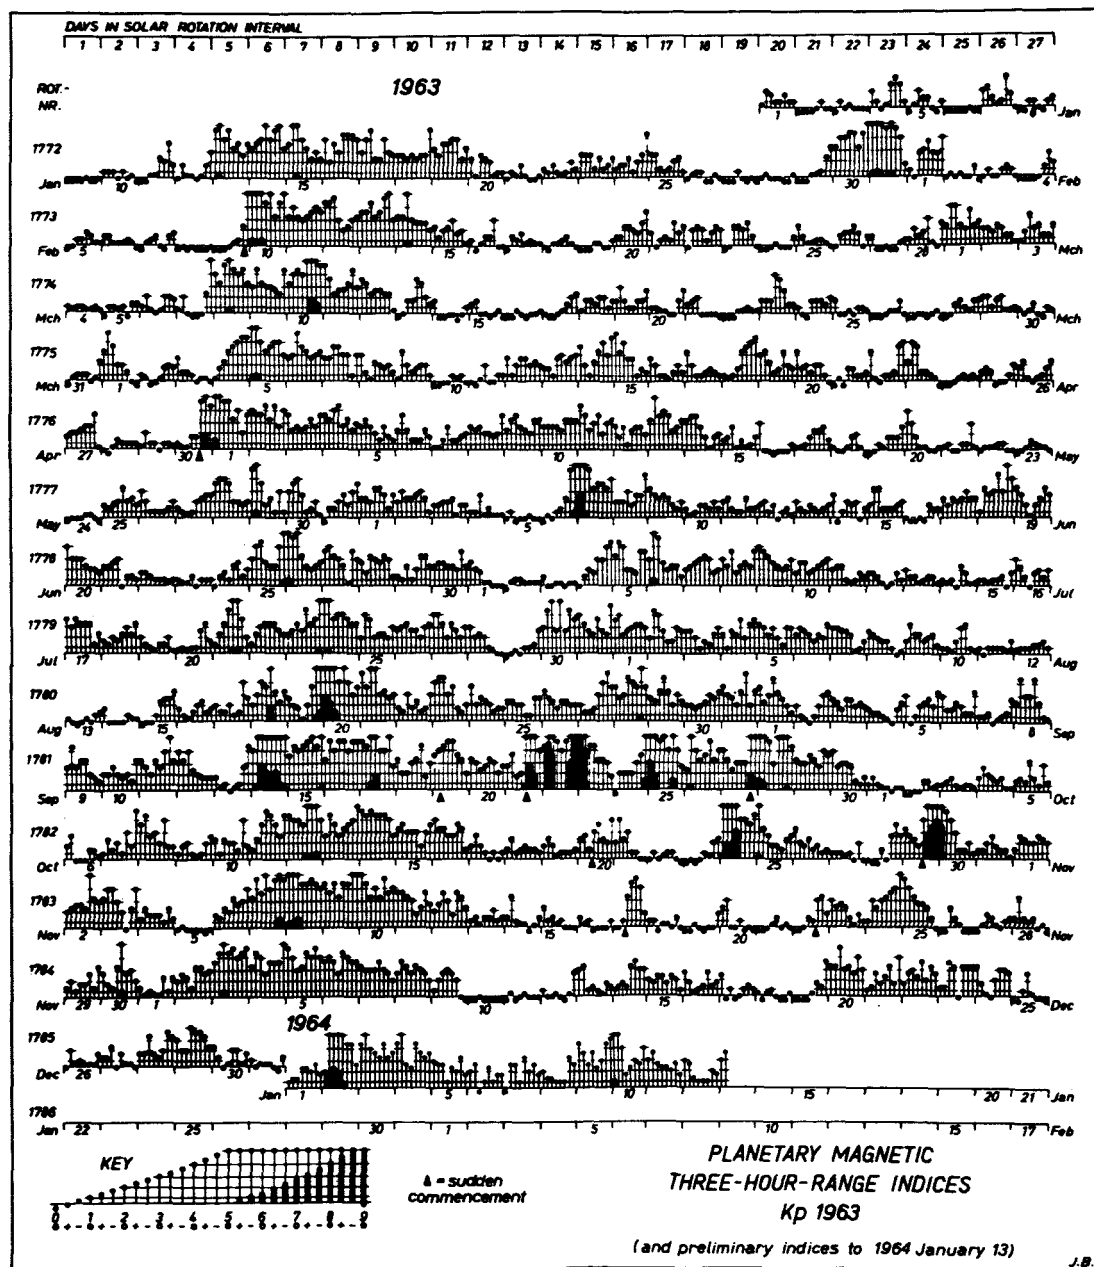 DAYS IN SOLAR ROTATION INTERVAL
1 2 3 4 5 6 7 8 9 10 11 12 13 14 15 16 17 18 19 20 21 22 23 24 25 26 27
1963
ROT.-
NR.
1 5 8 Jan
1772
Jan 10 15 20 25 30 1 4 Feb
1773
Feb 5 10 15 20 25 28 1 3 Mch
1774
Mch 4 5 10 15 20 25 30 Mch
1775
Mch 31 1 5 10 15 20 26 Apr
1776
Apr 27 30 1 5 10 15 20 23 May
1777
May 24 25 30 1 5 10 15 19 Jun
1778
Jun 20 25 30 1 5 10 15 16 Jul
1779
Jul 17 20 25 30 1 5 10 12 Aug
1780
Aug 13 15 20 25 30 1 5 8 Sep
1781
Sep 9 10 15 20 25 30 1 5 Oct
1782
Oct 6 10 15 20 25 30 1 Nov
1783
Nov 2 5 10 15 20 25 28 Nov
1784
Nov 29 30 1 5 10 15 20 25 Dec
1964
1785
Dec 26 30
Jan 1 5 10 15 20 21 Jan
1786
Jan 22 25 30 1 5 10 15 17 Feb
KEY
0 1 2 3 4 5 6 7 8 9
▲ = sudden
commencement
PLANETARY MAGNETIC
THREE-HOUR-RANGE INDICES
Kp 1963
(and preliminary indices to 1964 January 13)
J.B.